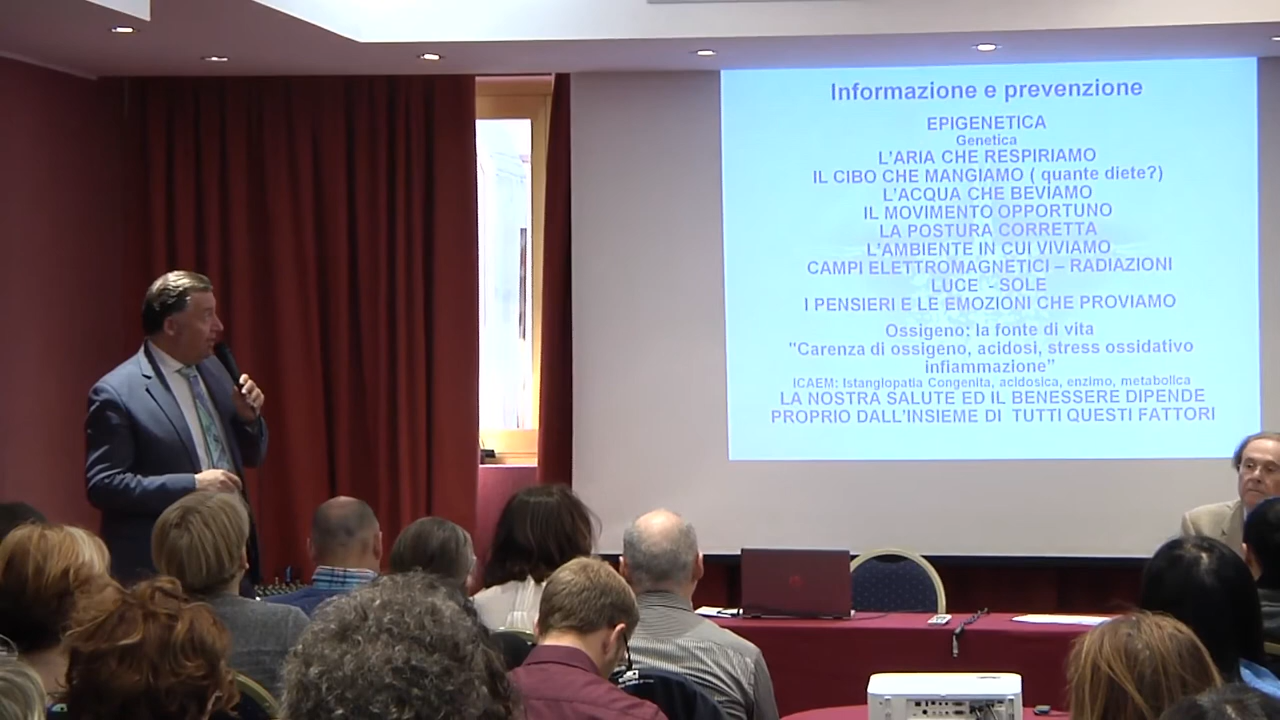 Informazione e prevenzione
EPIGENETICA
Genetica
L'ARIA CHE RESPIRIAMO
IL CIBO CHE MANGIAMO ( quante diete?)
L'ACQUA CHE BEVIAMO
IL MOVIMENTO OPPORTUNO
LA POSTURA CORRETTA
L'AMBIENTE IN CUI VIVIAMO
CAMPI ELETTROMAGNETICI – RADIAZIONI
LUCE - SOLE
I PENSIERI E LE EMOZIONI CHE PROVIAMO
Ossigeno: la fonte di vita
"Carenza di ossigeno, acidosi, stress ossidativo
infiammazione"
ICAEM: Istangiopatia Congenita, acidosica, enzimo, metabolica
LA NOSTRA SALUTE ED IL BENESSERE DIPENDE
PROPRIO DALL'INSIEME DI TUTTI QUESTI FATTORI